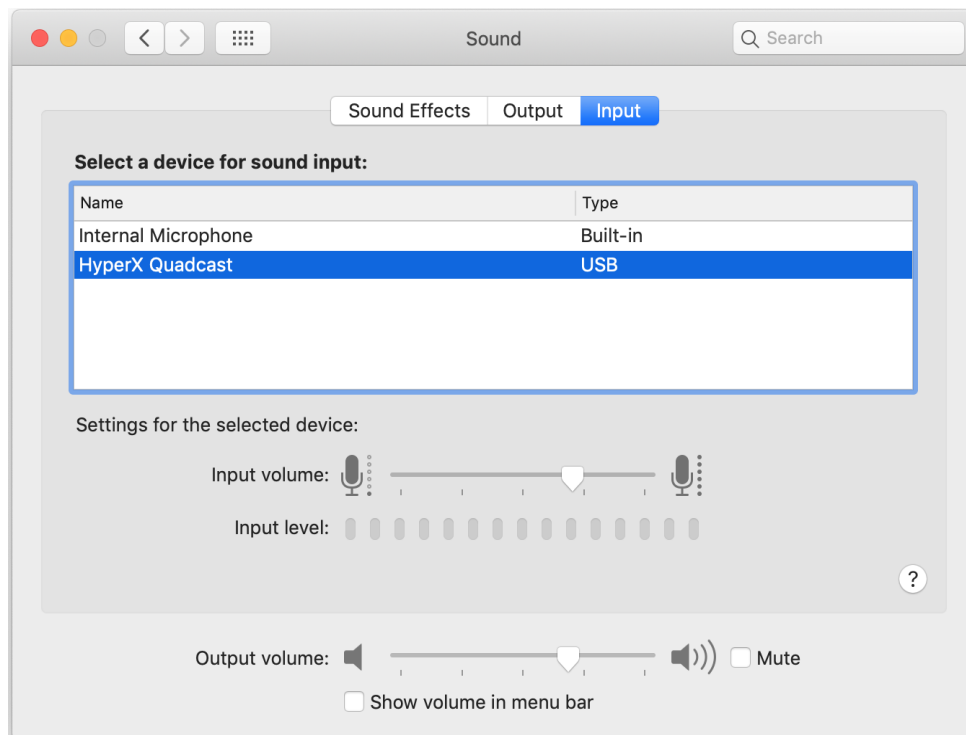 Sound
Search
Sound Effects Output Input
Select a device for sound input:
Name Type
Internal Microphone Built-in
HyperX Quadcast USB
Settings for the selected device:
Input volume:
Input level:
?
Output volume: Mute
Show volume in menu bar